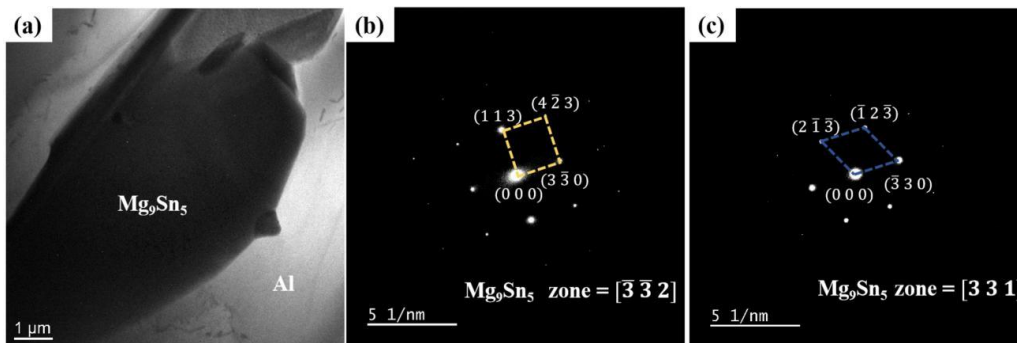 (a)
Mg₉Sn₅
Al
1 μm
(b)
(4 2̅ 3)
(1 1 3)
(3 3̅ 0)
(0 0 0)
Mg₉Sn₅ zone = [3̅ 3̅ 2]
5 1/nm
(c)
(1̅ 2 3̅)
(2 1̅ 3̅)
(3̅ 3 0)
(0 0 0)
Mg₉Sn₅ zone = [3 3 1]
5 1/nm